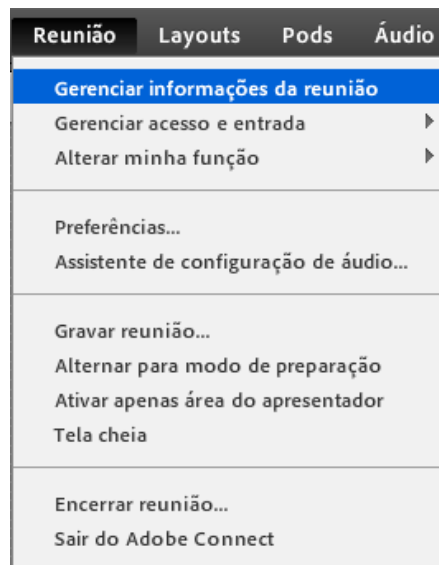 Reunião Layouts Pods Áudio
Gerenciar informações da reunião
Gerenciar acesso e entrada
Alterar minha função
Preferências...
Assistente de configuração de áudio...
Gravar reunião...
Alternar para modo de preparação
Ativar apenas área do apresentador
Tela cheia
Encerrar reunião...
Sair do Adobe Connect